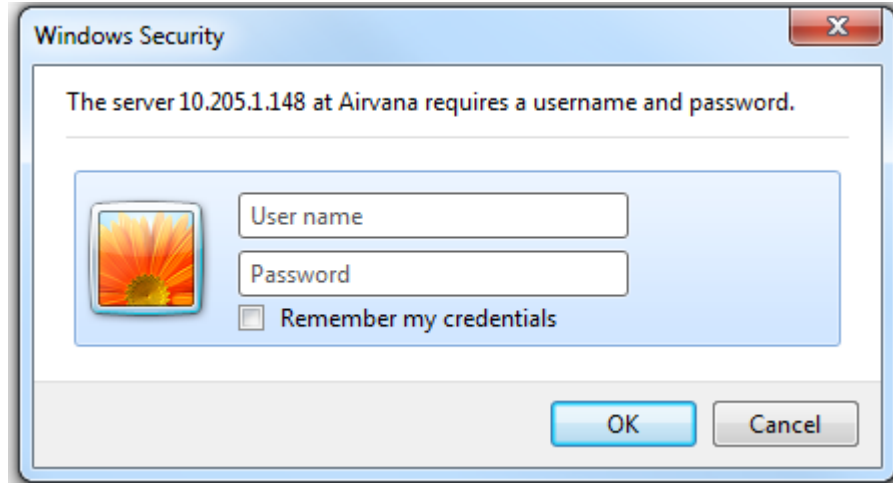 Windows Security
The server 10.205.1.148 at Airvana requires a username and password.
User name
Password
Remember my credentials
OK
Cancel